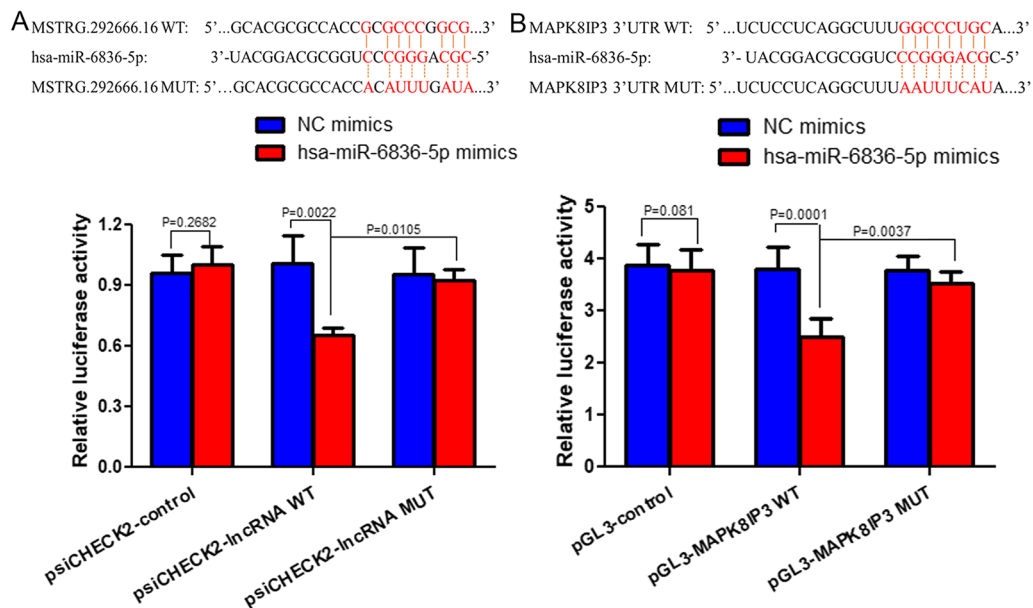 A
MSTRG.292666.16 WT: 5’...GCACGCGCCACCGCGCCCGGCG...3’
hsa-miR-6836-5p: 3’-UACGGACGCGGUCCCGGGACGC-5’
MSTRG.292666.16 MUT: 5’...GCACGCGCCACCACAUUUGAUA...3’
NC mimics
hsa-miR-6836-5p mimics
Relative luciferase activity
1.2
0.9
0.6
0.3
0.0
P=0.2682
P=0.0022
P=0.0105
psiCHECK2-control
psiCHECK2-lncRNA WT
psiCHECK2-lncRNA MUT
B
MAPK8IP3 3’UTR WT: 5’...UCUCCUCAGGCUUUGGCCCUGCA...3’
hsa-miR-6836-5p: 3’- UACGGACGCGGUCCCGGGACGC-5’
MAPK8IP3 3’UTR MUT: 5’...UCUCCUCAGGCUUUAAUUUCAUA...3’
NC mimics
hsa-miR-6836-5p mimics
Relative luciferase activity
5
4
3
2
1
0
P=0.081
P=0.0001
P=0.0037
pGL3-control
pGL3-MAPK8IP3 WT
pGL3-MAPK8IP3 MUT